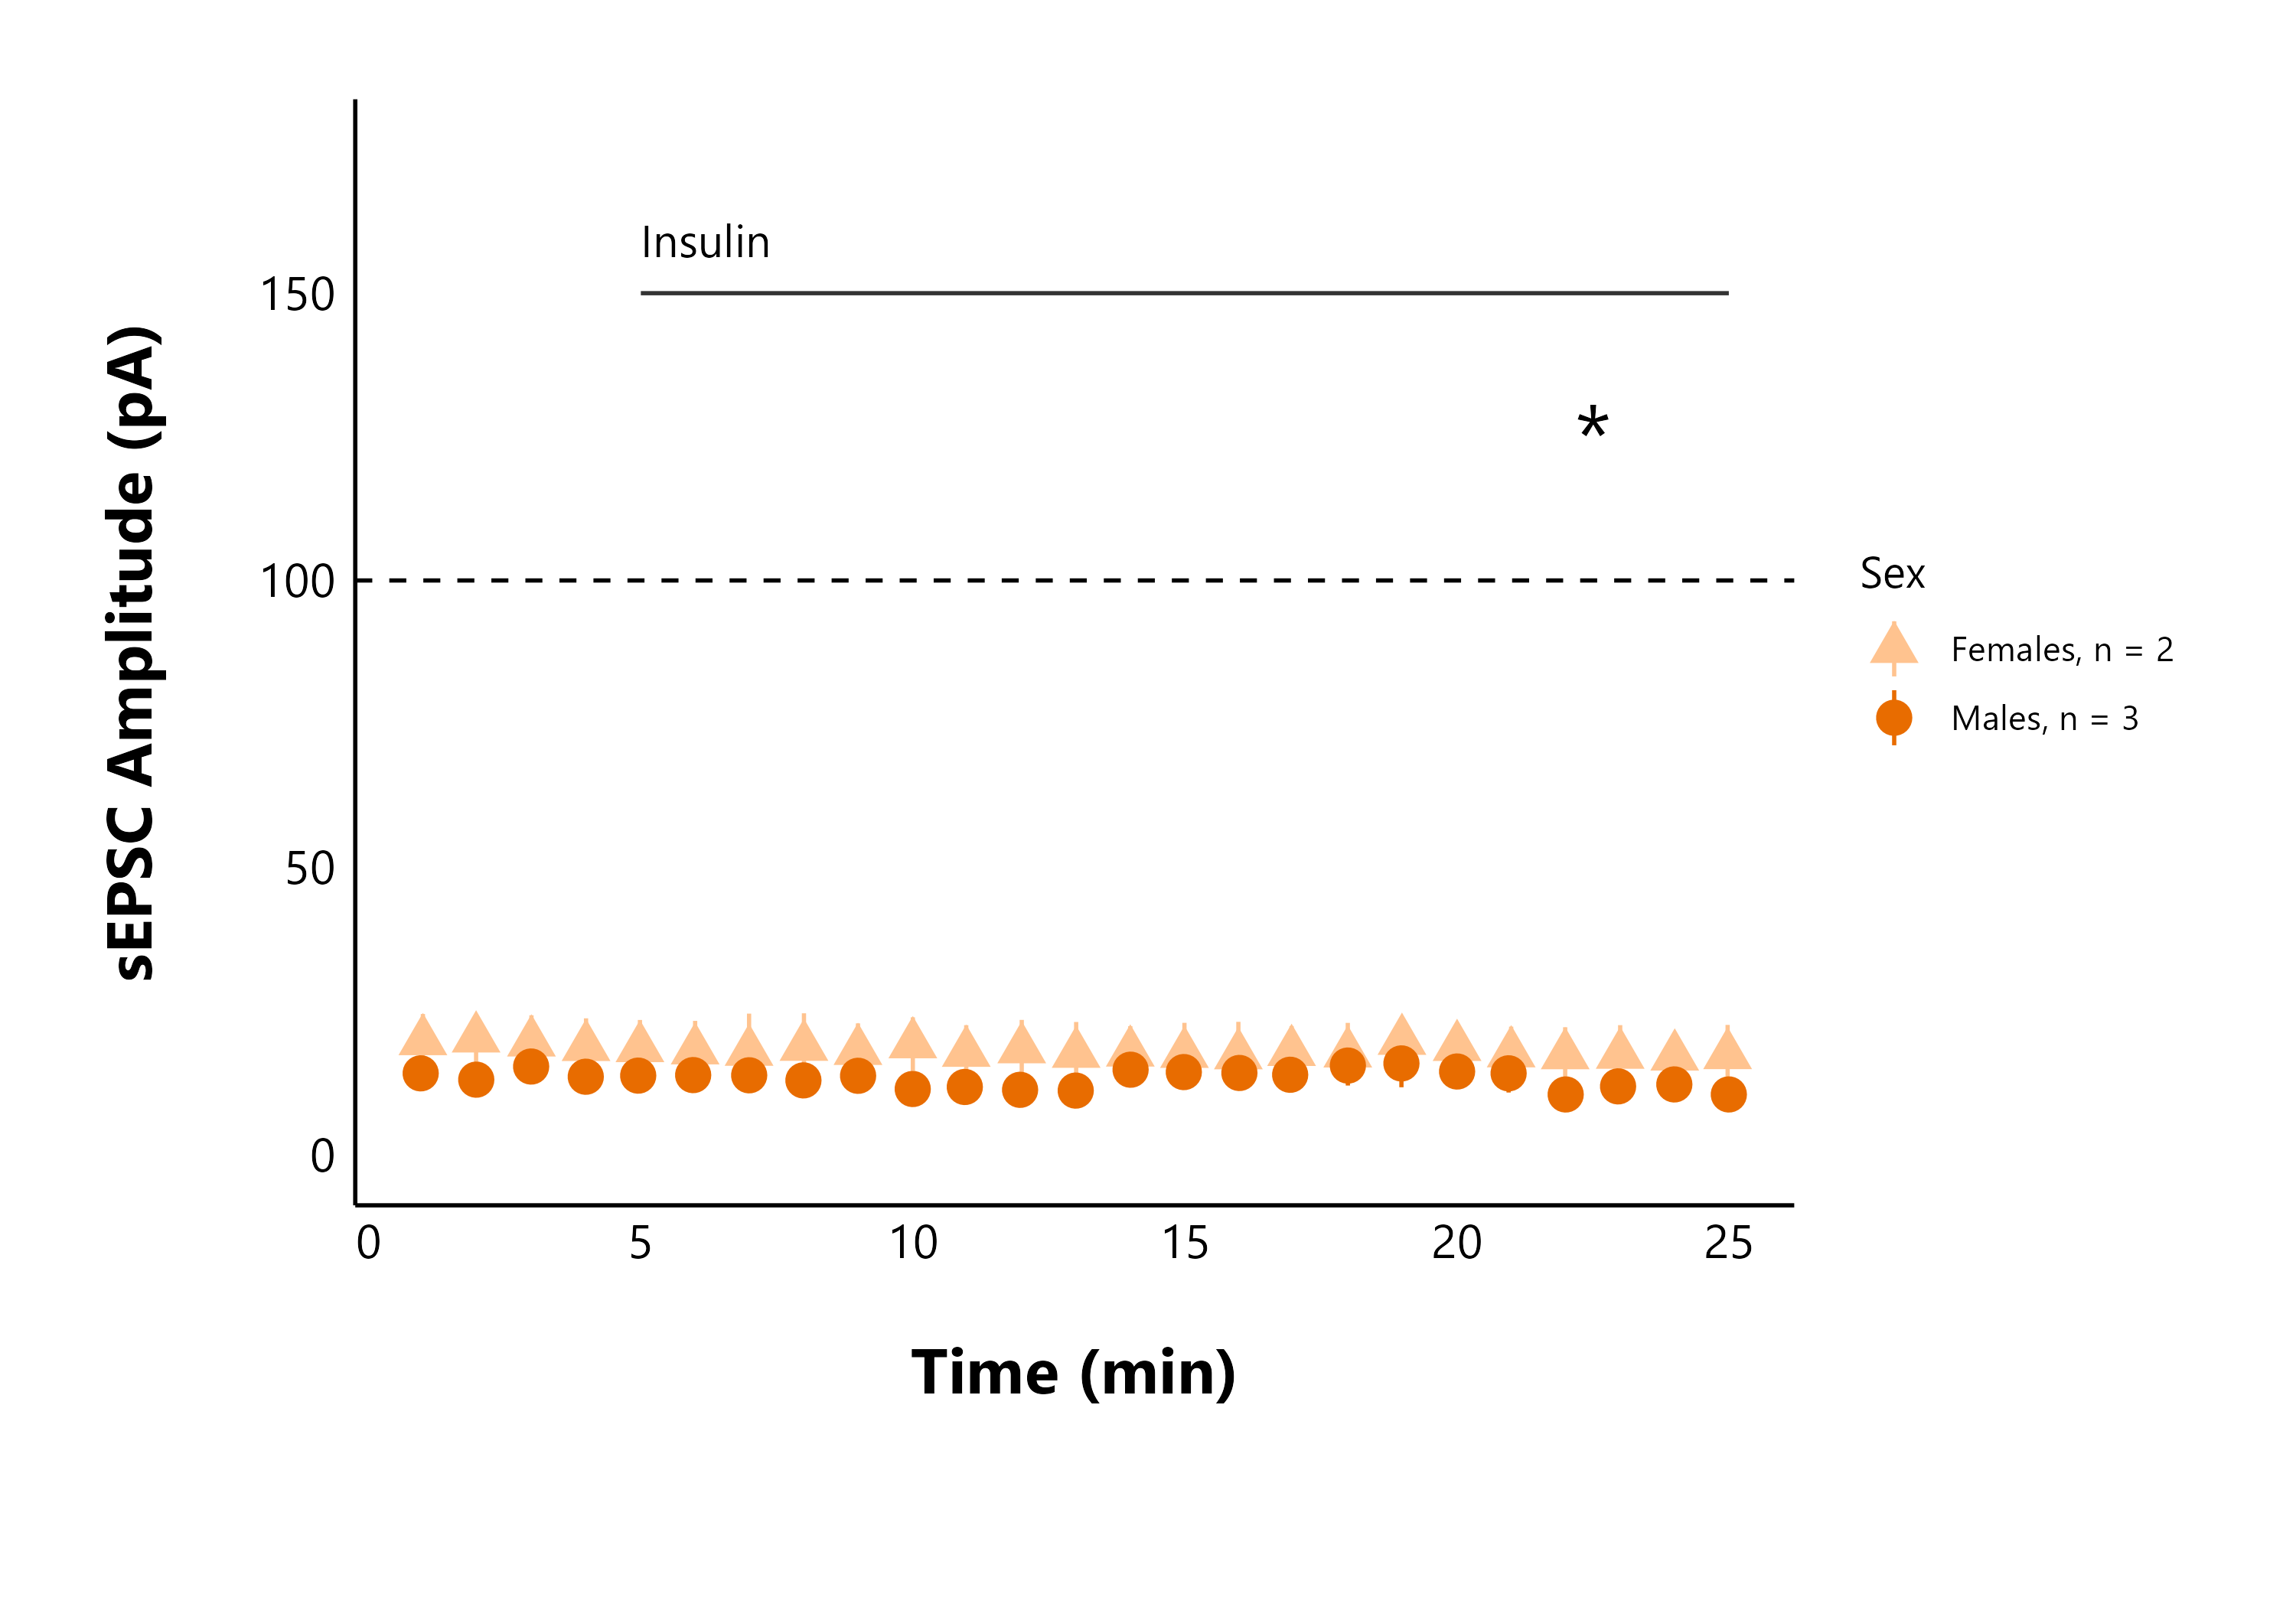 sEPSC Amplitude (pA)
150
100
50
0
Insulin
*
0 5 10 15 20 25
Time (min)
Sex
Females, n = 2
Males, n = 3